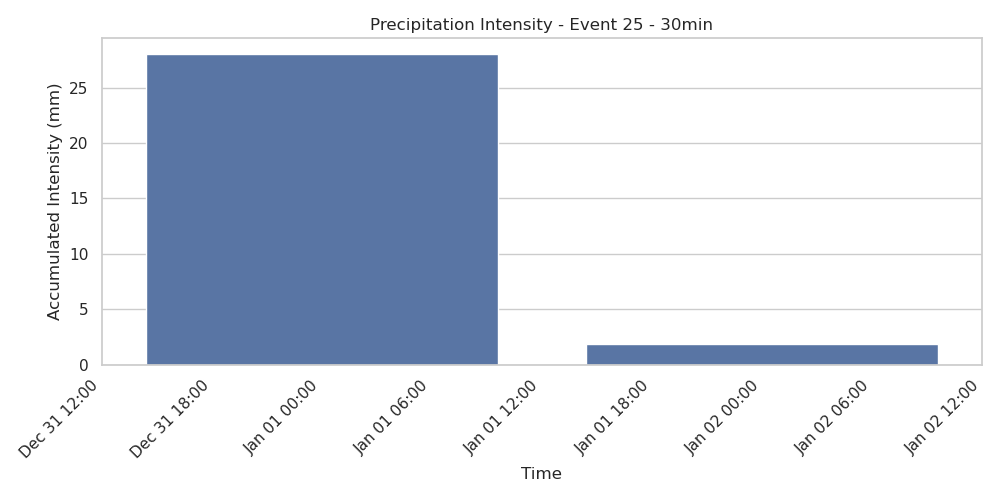 Precipitation Intensity - Event 25 - 30min
Accumulated Intensity (mm)
25
20
15
10
5
0
Dec 31 12:00
Dec 31 18:00
Jan 01 00:00
Jan 01 06:00
Jan 01 12:00
Jan 01 18:00
Jan 02 00:00
Jan 02 06:00
Jan 02 12:00
Time